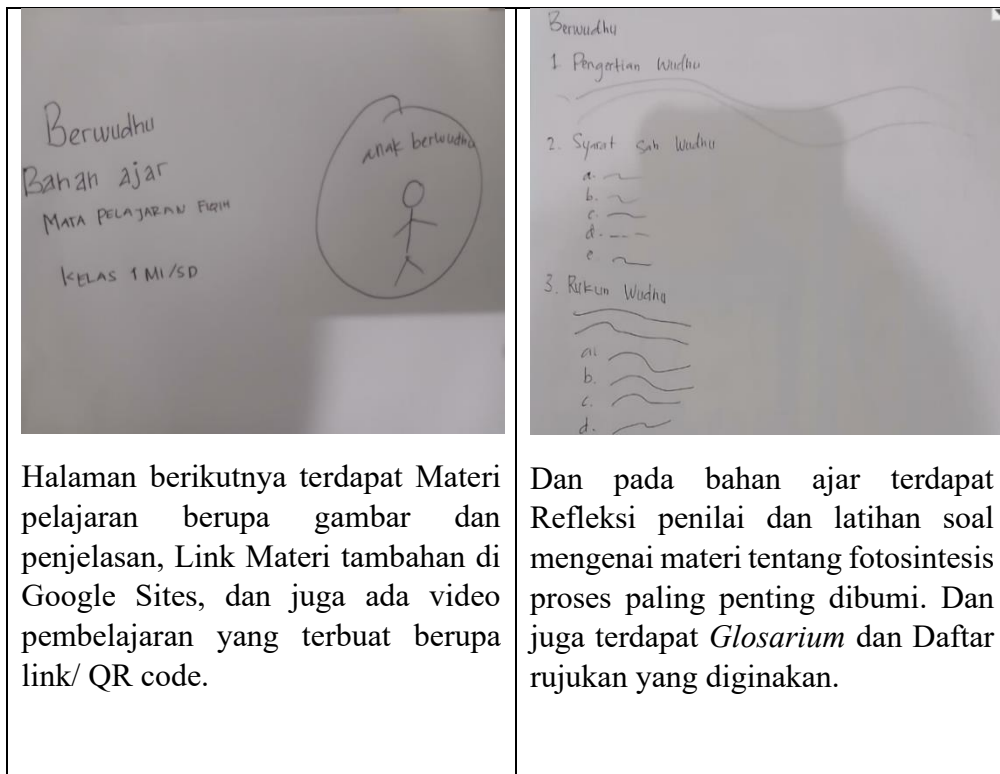 Berwudhu
Bahan ajar
MATA PELAJARAN FIQIH
KELAS 1 MI/SD
anak berwudhu
Halaman berikutnya terdapat Materi
pelajaran berupa gambar dan
penjelasan, Link Materi tambahan di
Google Sites, dan juga ada video
pembelajaran yang terbuat berupa
link/ QR code.
Berwudhu
1. Pengertian Wudhu
2. Syarat Sah Wudhu
a.
b.
c.
d.
e.
3. Rukun Wudhu
a.
b.
c.
d.
Dan pada bahan ajar terdapat
Refleksi penilai dan latihan soal
mengenai materi tentang fotosintesis
proses paling penting dibumi. Dan
juga terdapat Glosarium dan Daftar
rujukan yang diginakan.